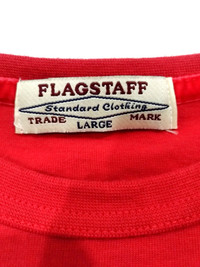 FLAGSTAFF
Standard Clothing
TRADE MARK
LARGE